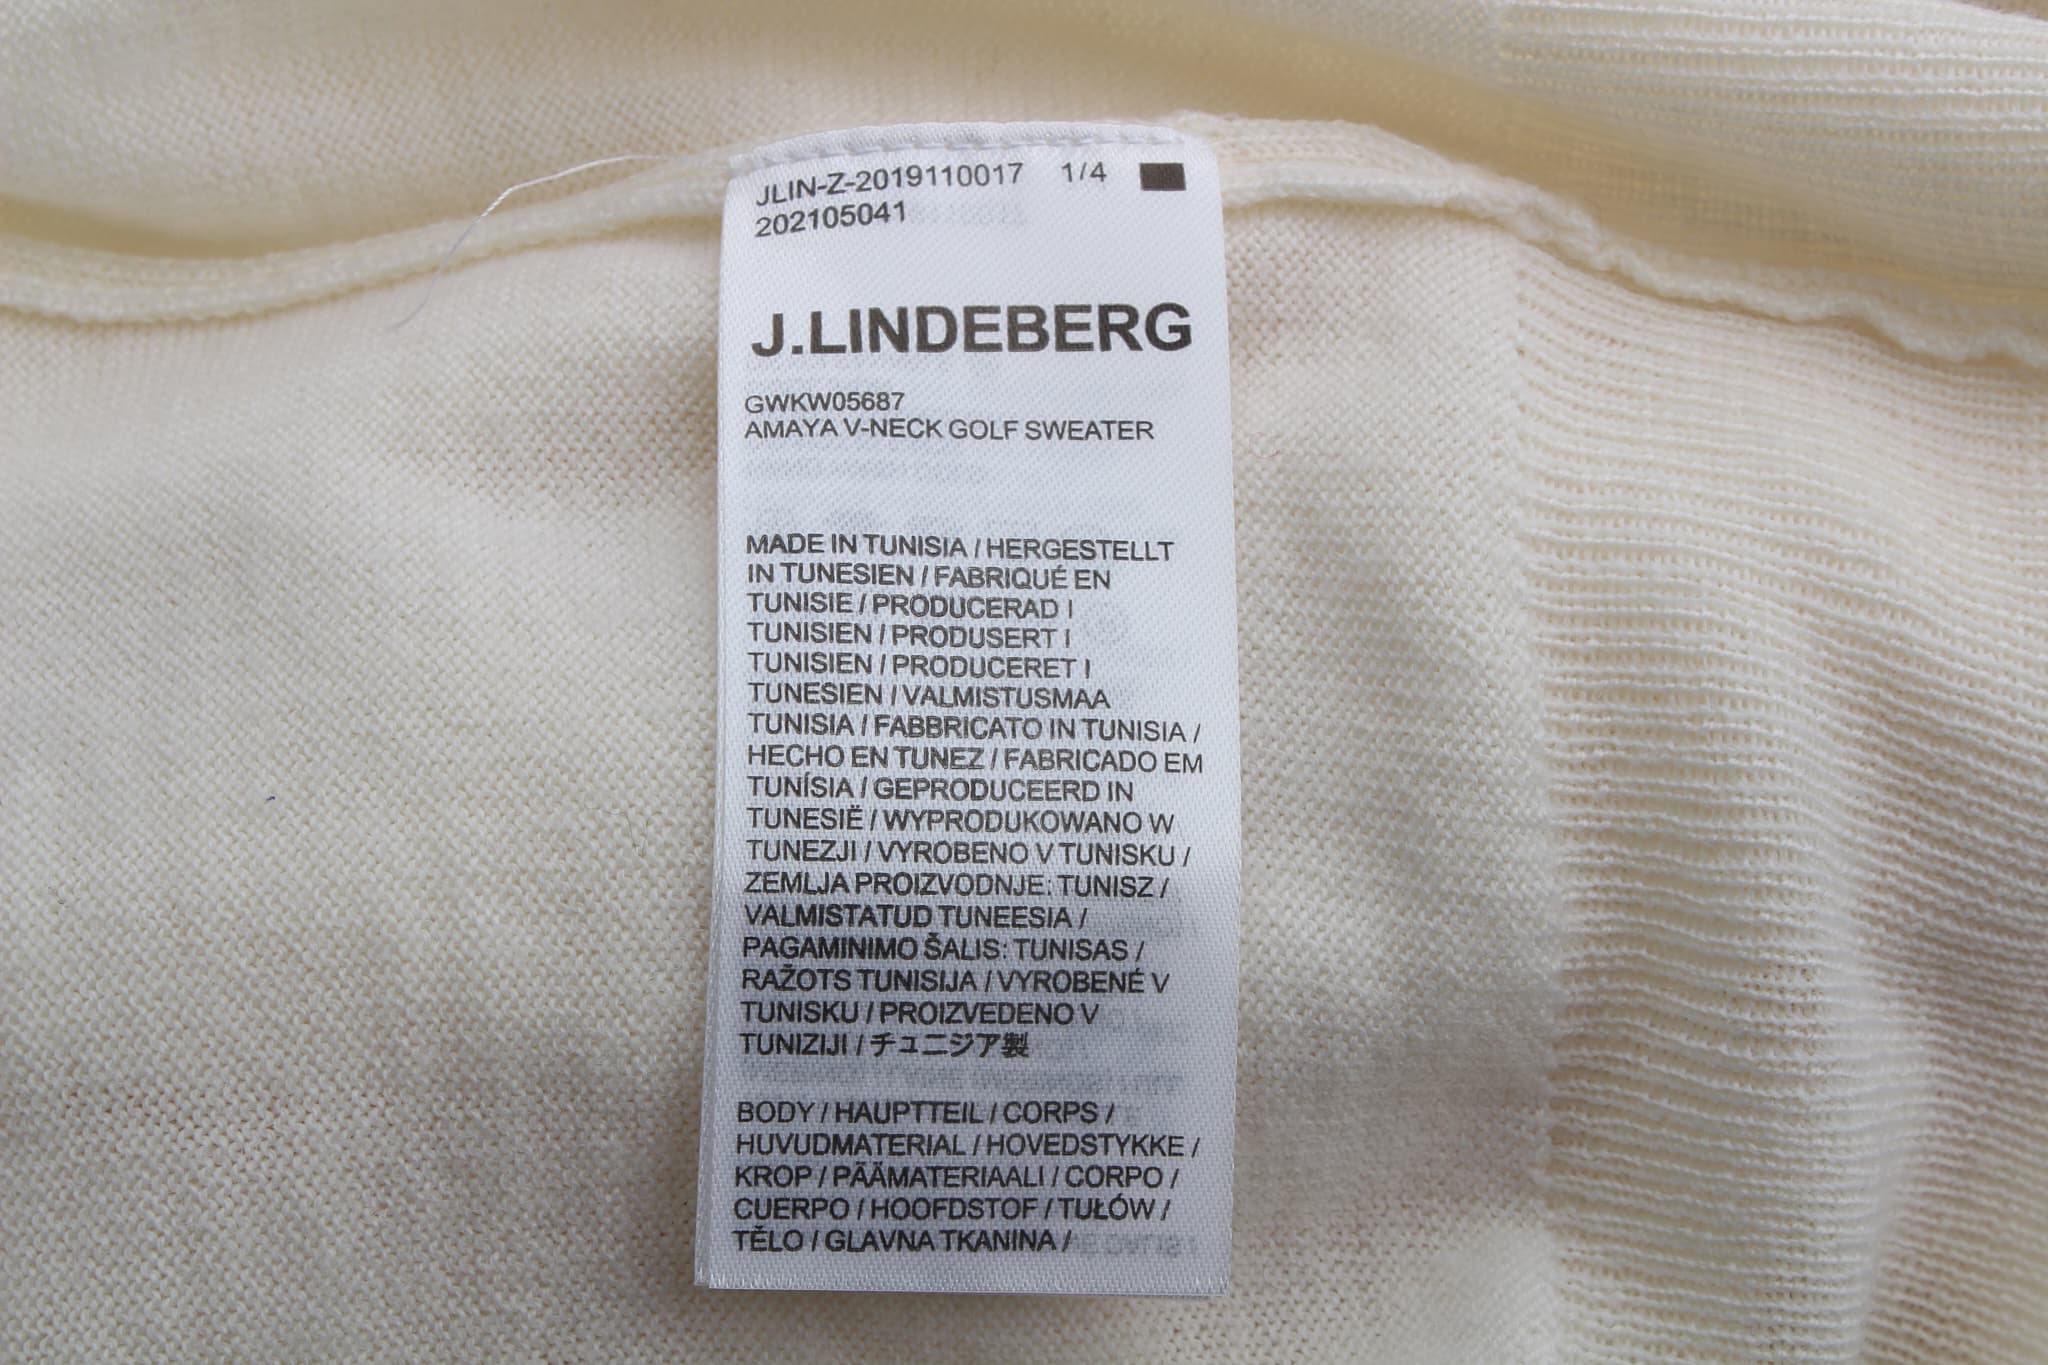 JLIN-Z-2019110017 1/4
202105041
J.LINDEBERG
GWKW05687
AMAYA V-NECK GOLF SWEATER
MADE IN TUNISIA / HERGESTELLT
IN TUNESIEN / FABRIQUÉ EN
TUNISIE / PRODUCERAD I
TUNISIEN / PRODUSERT I
TUNISIEN / PRODUCERET I
TUNESIEN / VALMISTUSMAA
TUNISIA / FABBRICATO IN TUNISIA /
HECHO EN TUNEZ / FABRICADO EM
TUNÍSIA / GEPRODUCEERD IN
TUNESIË / WYPRODUKOWANO W
TUNEZJI / VYROBENO V TUNISKU /
ZEMLJA PROIZVODNJE: TUNISZ /
VALMISTATUD TUNEESIA /
PAGAMINIMO ŠALIS: TUNISAS /
RAŽOTS TUNISIJA / VYROBENÉ V
TUNISKU / PROIZVEDENO V
TUNIZIJI / チュニジア製
BODY / HAUPTTEIL / CORPS /
HUVUDMATERIAL / HOVEDSTYKKE /
KROP / PÄÄMATERIAALI / CORPO /
CUERPO / HOOFDSTOF / TUŁÓW /
TĚLO / GLAVNA TKANINA /